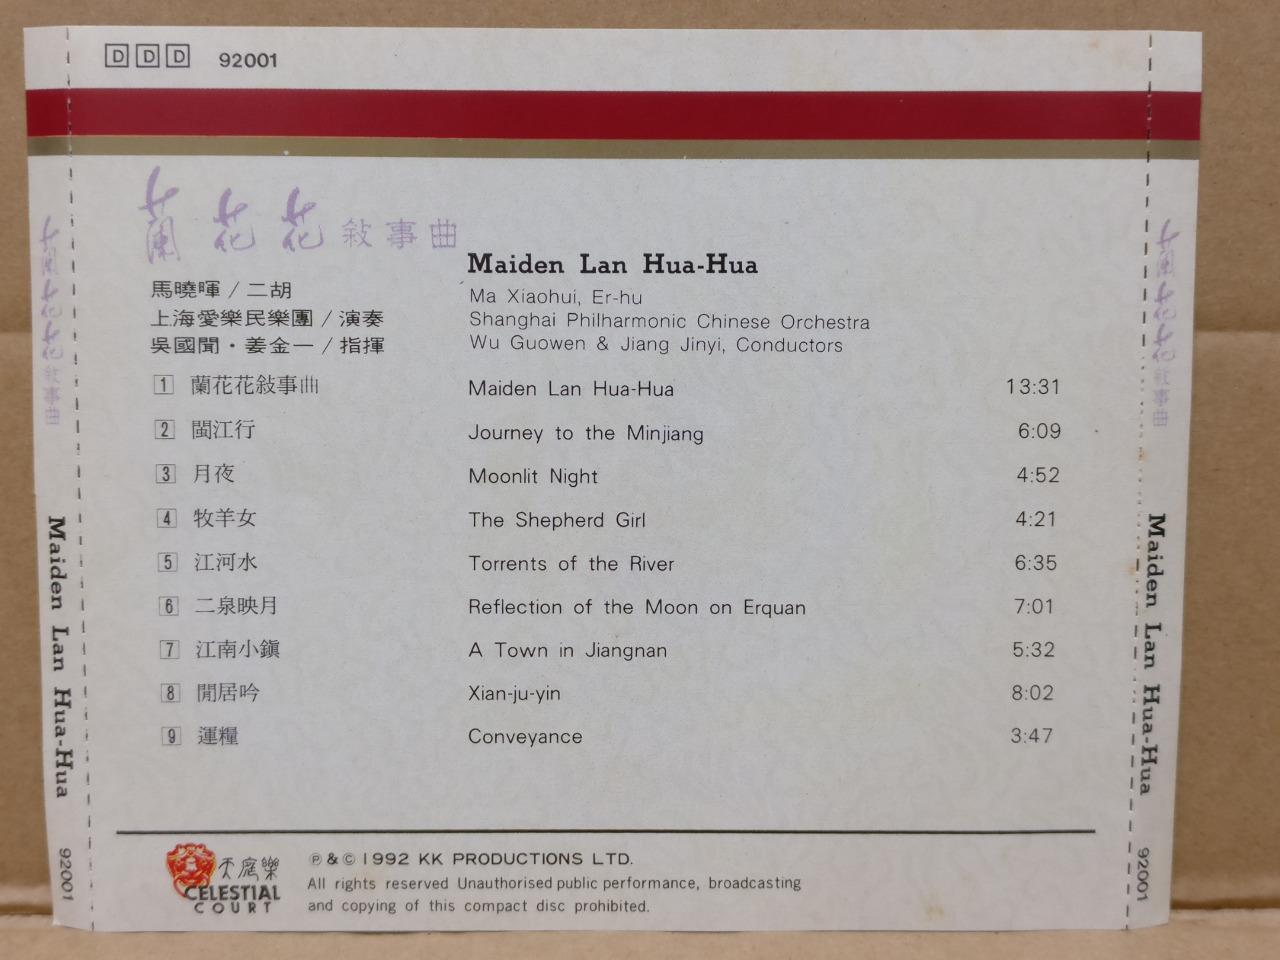 DDD 92001
蘭花花敍事曲
Maiden Lan Hua-Hua
馬曉暉 / 二胡 Ma Xiaohui, Er-hu
上海愛樂民樂團 / 演奏 Shanghai Philharmonic Chinese Orchestra
吳國聞・姜金一 / 指揮 Wu Guowen & Jiang Jinyi, Conductors
1 蘭花花敍事曲 Maiden Lan Hua-Hua 13:31
2 閩江行 Journey to the Minjiang 6:09
3 月夜 Moonlit Night 4:52
4 牧羊女 The Shepherd Girl 4:21
5 江河水 Torrents of the River 6:35
6 二泉映月 Reflection of the Moon on Erquan 7:01
7 江南小鎭 A Town in Jiangnan 5:32
8 閒居吟 Xian-ju-yin 8:02
9 運糧 Conveyance 3:47
天庭樂
CELESTIAL
COURT
℗ & © 1992 KK PRODUCTIONS LTD.
All rights reserved Unauthorised public performance, broadcasting
and copying of this compact disc prohibited.
蘭花花敍事曲 Maiden Lan Hua-Hua 92001
蘭花花敍事曲 Maiden Lan Hua-Hua 92001